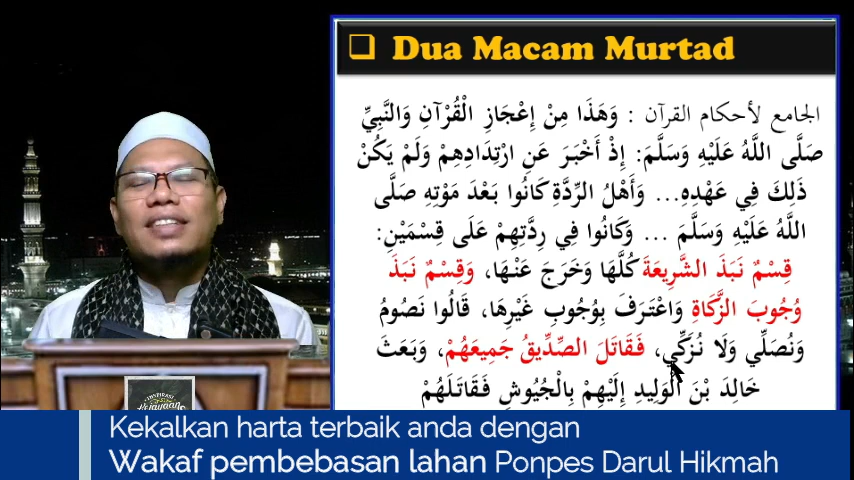 ❑ Dua Macam Murtad
الجامع لأحكام القرآن : وَهَذَا مِنْ إِعْجَازِ الْقُرْآنِ وَالنَّبِيِّ
صَلَّى اللَّهُ عَلَيْهِ وَسَلَّمَ: إِذْ أَخْبَرَ عَنِ ارْتِدَادِهِمْ وَلَمْ يَكُنْ
ذَلِكَ فِي عَهْدِهِ... وَأَهْلُ الرِّدَّةِ كَانُوا بَعْدَ مَوْتِهِ صَلَّى
اللَّهُ عَلَيْهِ وَسَلَّمَ ... وَكَانُوا فِي رِدَّتِهِمْ عَلَى قِسْمَيْنِ:
قِسْمٌ نَبَذَ الشَّرِيعَةَ كُلَّهَا وَخَرَجَ عَنْهَا، وَقِسْمٌ نَبَذَ
وُجُوبَ الزَّكَاةِ وَاعْتَرَفَ بِوُجُوبِ غَيْرِهَا، قَالُوا نَصُومُ
وَنُصَلِّي وَلَا نُزَكِّي، فَقَاتَلَ الصِّدِّيقُ جَمِيعَهُمْ، وَبَعَثَ
خَالِدَ بْنَ الْوَلِيدِ إِلَيْهِمْ بِالْجُيُوشِ فَقَاتَلَهُمْ
INSPIRASI
Kejayaan
Kekalkan harta terbaik anda dengan
Wakaf pembebasan lahan Ponpes Darul Hikmah